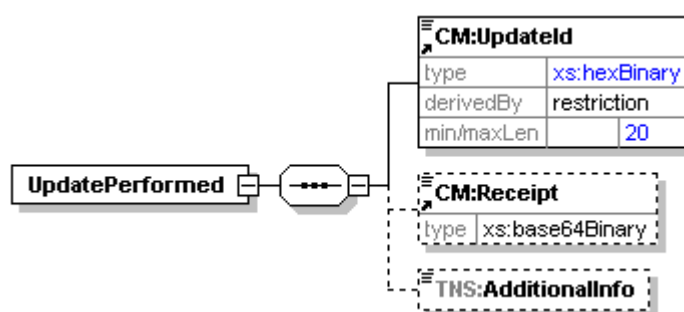 CM:UpdateId
type xs:hexBinary
derivedBy restriction
min/maxLen 20
UpdatePerformed
CM:Receipt
type xs:base64Binary
TNS:AdditionalInfo